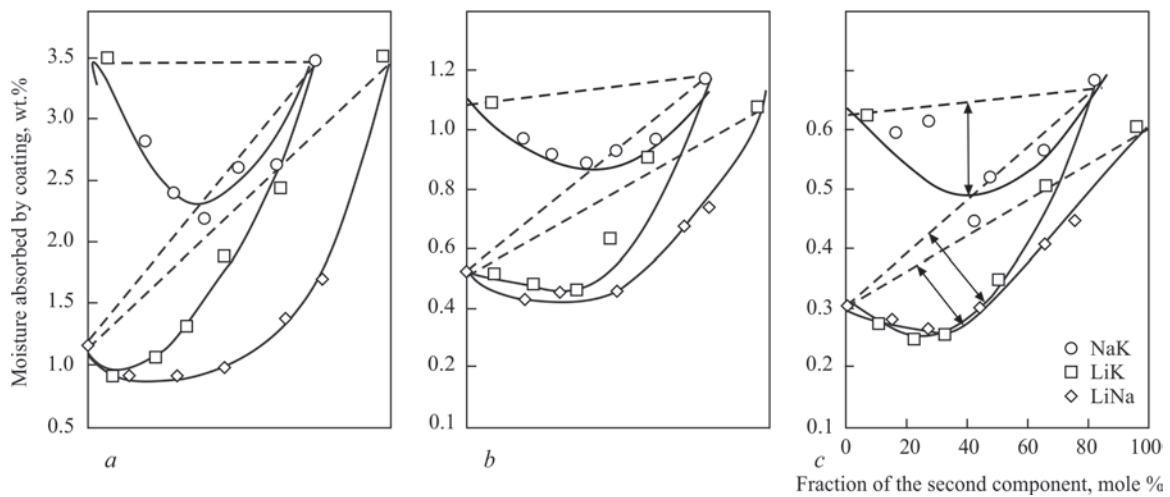 Moisture absorbed by coating, wt.%
3.5
3.0
2.5
2.0
1.5
1.0
0.5
a
1.2
1.0
0.8
0.6
0.4
1.2
0.1
b
0.6
0.5
0.4
0.3
0.2
0.1
c
NaK
LiK
LiNa
0 20 40 60 80 100
Fraction of the second component, mole %